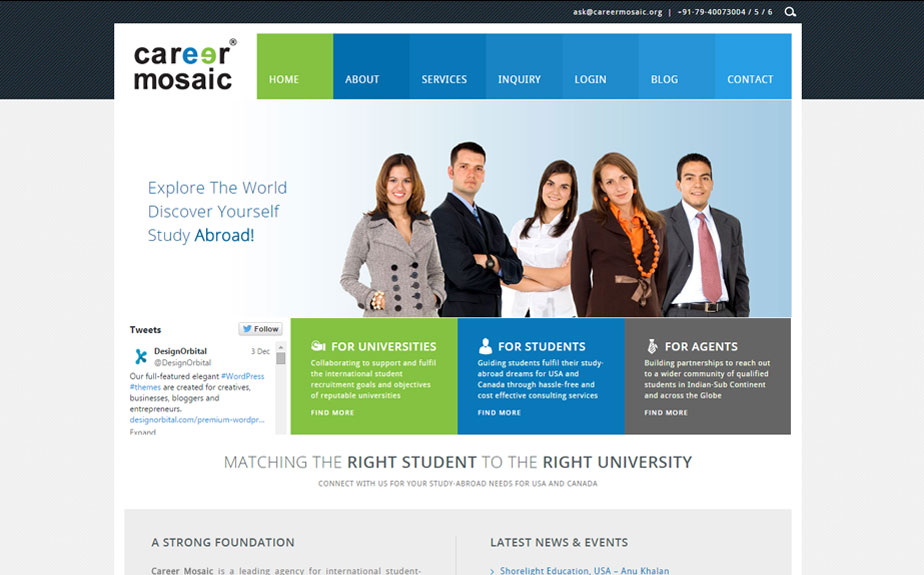 ask@careermosaic.org | +91-79-40073004 / 5 / 6
career®
mosaic
HOME
ABOUT
SERVICES
INQUIRY
LOGIN
BLOG
CONTACT
Explore The World
Discover Yourself
Study Abroad!
Tweets
Follow
DesignOrbital
3 Dec
@DesignOrbital
Our full-featured elegant #WordPress
#themes are created for creatives,
businesses, bloggers and
entrepreneurs.
designorbital.com/premium-wordpr...
Expand
FOR UNIVERSITIES
Collaborating to support and fulfil
the international student
recruitment goals and objectives
of reputable universities
FIND MORE
FOR STUDENTS
Guiding students fulfil their study-
abroad dreams for USA and
Canada through hassle-free and
cost effective consulting services
FIND MORE
FOR AGENTS
Building partnerships to reach out
to a wider community of qualified
students in Indian-Sub Continent
and across the Globe
FIND MORE
MATCHING THE RIGHT STUDENT TO THE RIGHT UNIVERSITY
CONNECT WITH US FOR YOUR STUDY-ABROAD NEEDS FOR USA AND CANADA
A STRONG FOUNDATION
Career Mosaic is a leading agency for international student-
LATEST NEWS & EVENTS
› Shorelight Education, USA – Anu Khalan